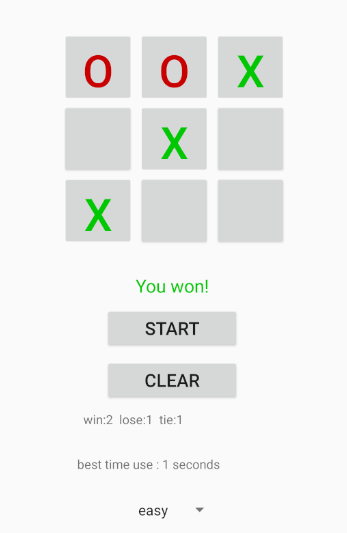 O O X
X
X
You won!
START
CLEAR
win:2 lose:1 tie:1
best time use : 1 seconds
easy